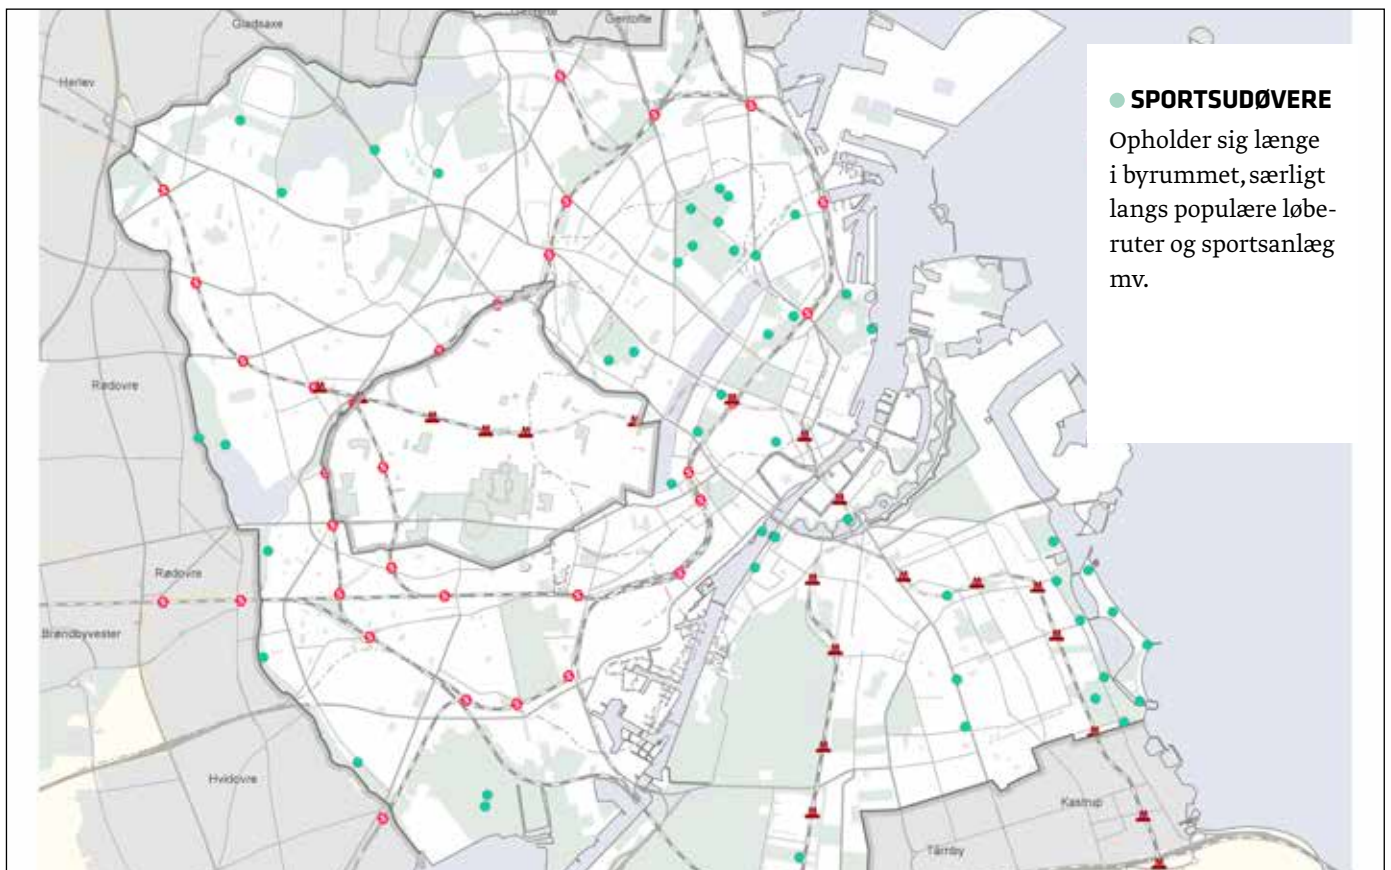 Gladsaxe
Gentofte
Herlev
● SPORTSUDØVERE
Opholder sig længe
i byrummet, særligt
langs populære løbe-
ruter og sportsanlæg
mv.
Rødovre
Rødovre
Brøndbyvester
Hvidovre
Kastrup
Tårnby